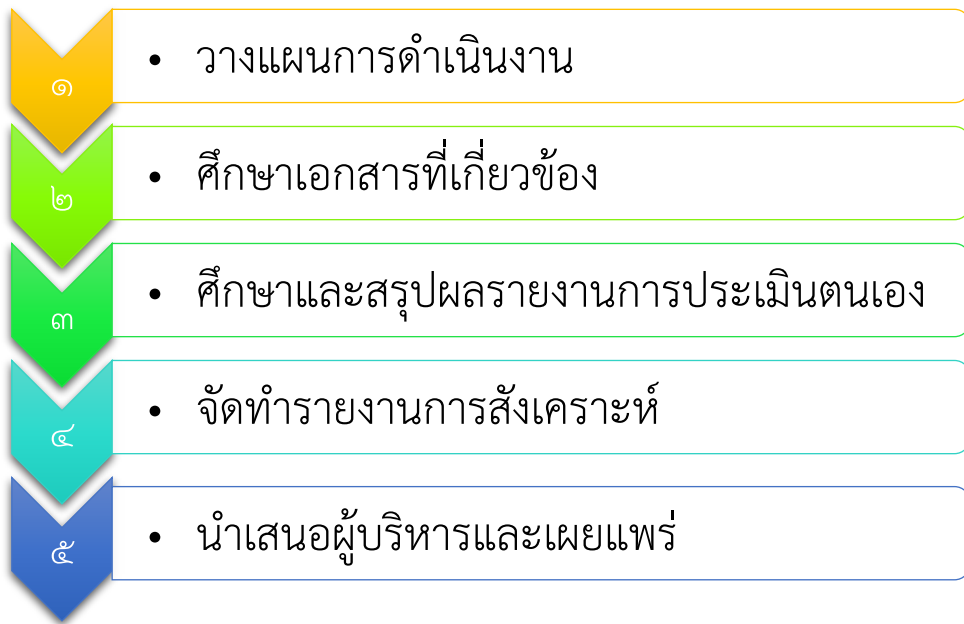 ๑
• วางแผนการดำเนินงาน
๒
• ศึกษาเอกสารที่เกี่ยวข้อง
๓
• ศึกษาและสรุปผลรายงานการประเมินตนเอง
๔
• จัดทำรายงานการสังเคราะห์
๕
• นำเสนอผู้บริหารและเผยแพร่